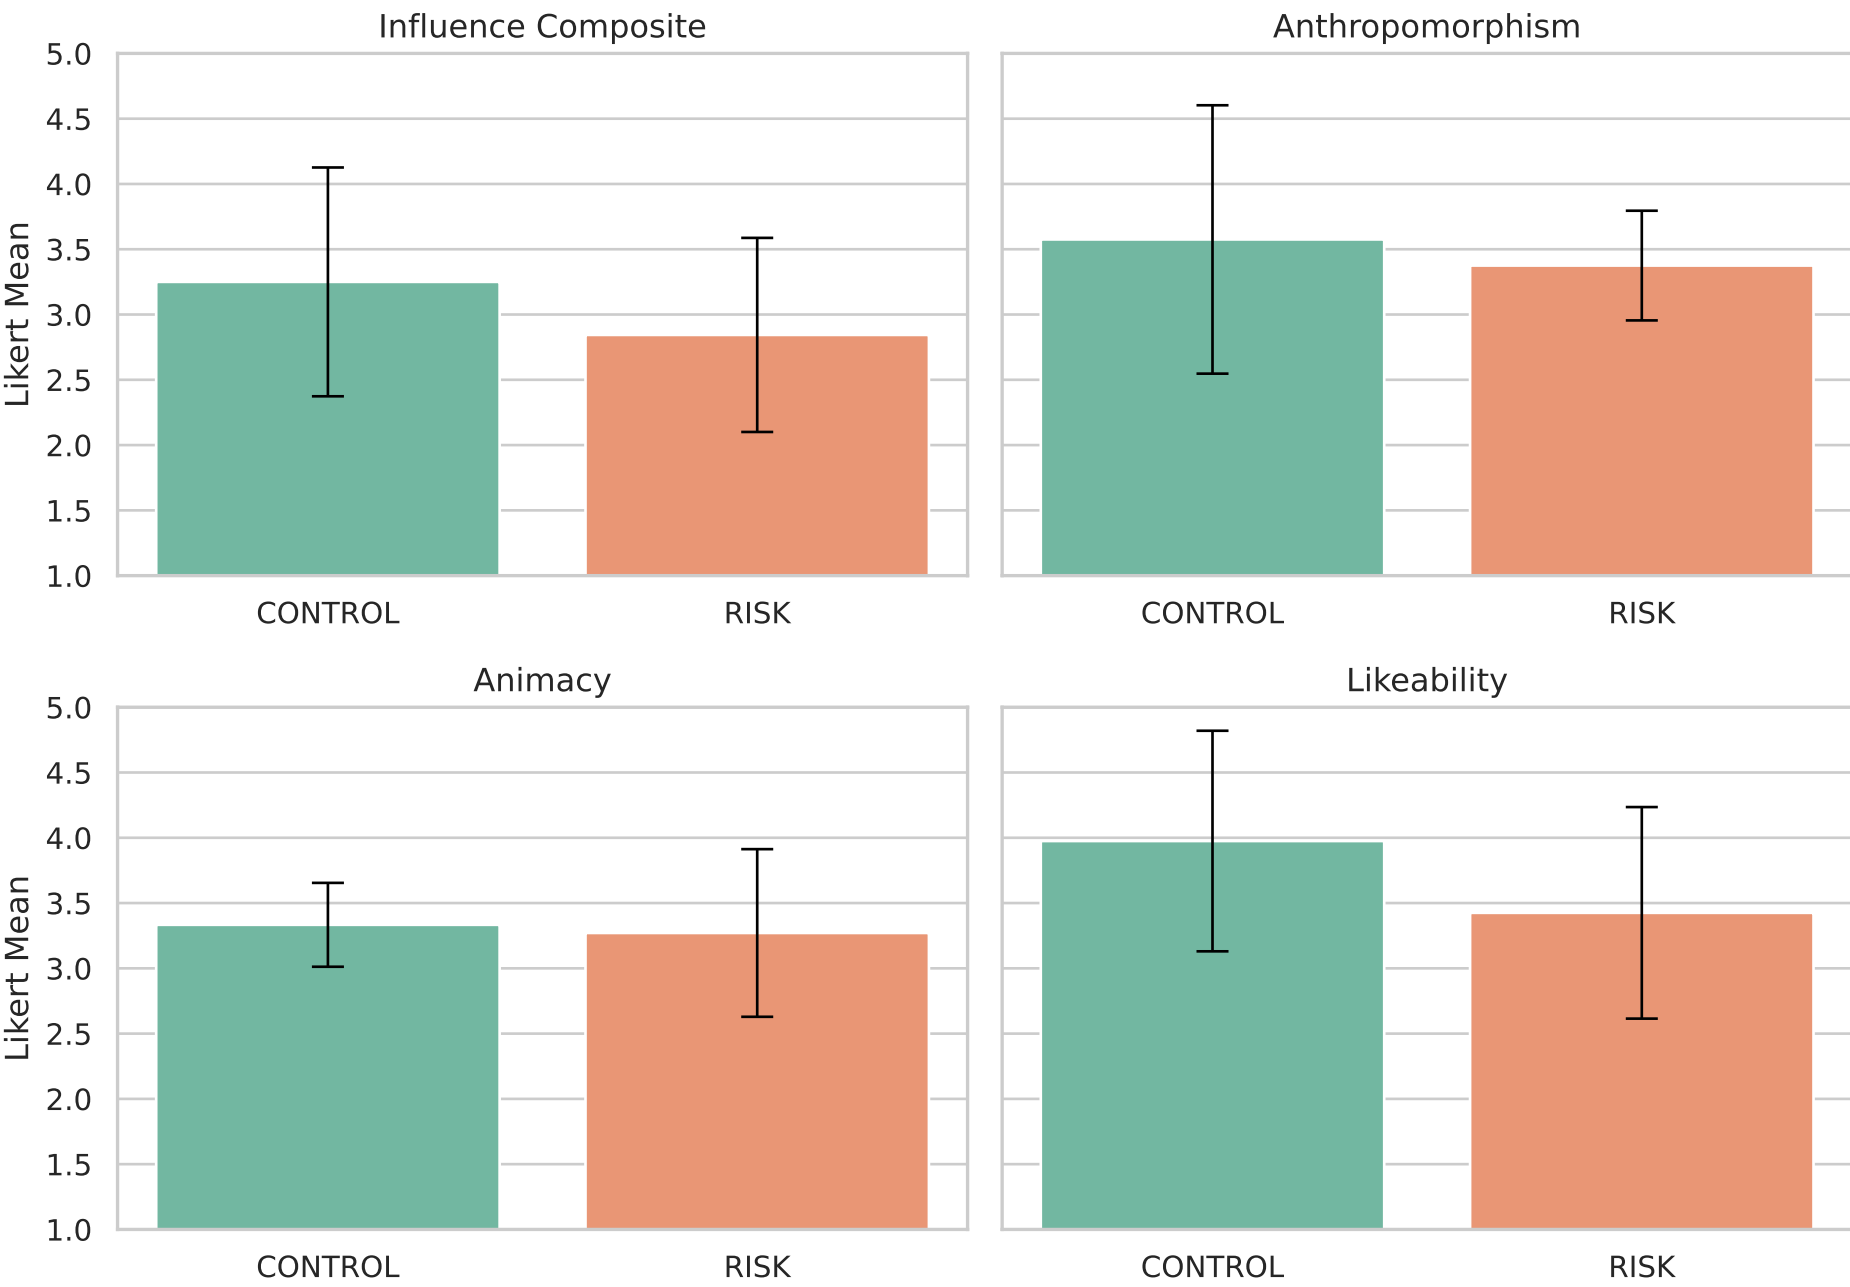 Influence Composite
Anthropomorphism
Likert Mean
5.0
4.5
4.0
3.5
3.0
2.5
2.0
1.5
1.0
CONTROL
RISK
CONTROL
RISK
Animacy
Likeability
Likert Mean
5.0
4.5
4.0
3.5
3.0
2.5
2.0
1.5
1.0
CONTROL
RISK
CONTROL
RISK